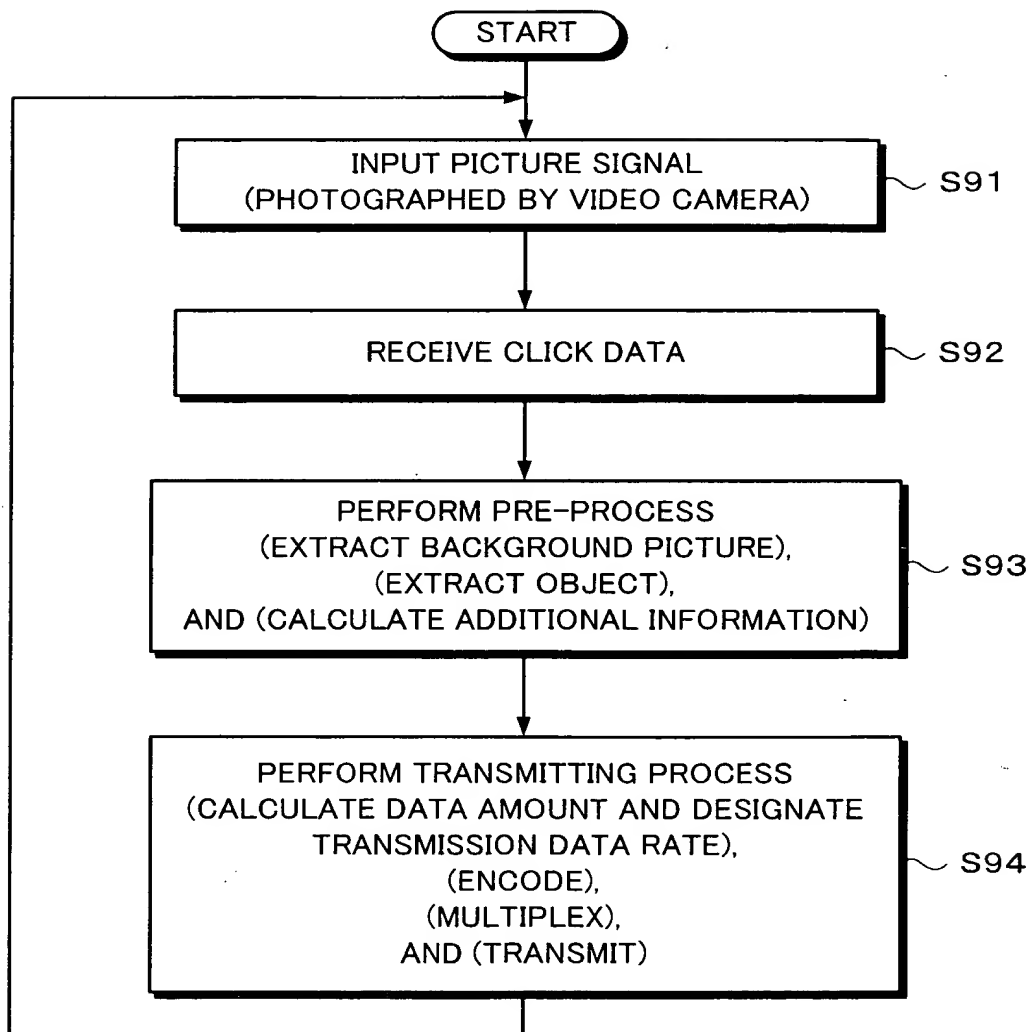 START
INPUT PICTURE SIGNAL
(PHOTOGRAPHED BY VIDEO CAMERA)
S91
RECEIVE CLICK DATA
S92
PERFORM PRE-PROCESS
(EXTRACT BACKGROUND PICTURE),
(EXTRACT OBJECT),
AND (CALCULATE ADDITIONAL INFORMATION)
S93
PERFORM TRANSMITTING PROCESS
(CALCULATE DATA AMOUNT AND DESIGNATE
TRANSMISSION DATA RATE),
(ENCODE),
(MULTIPLEX),
AND (TRANSMIT)
S94